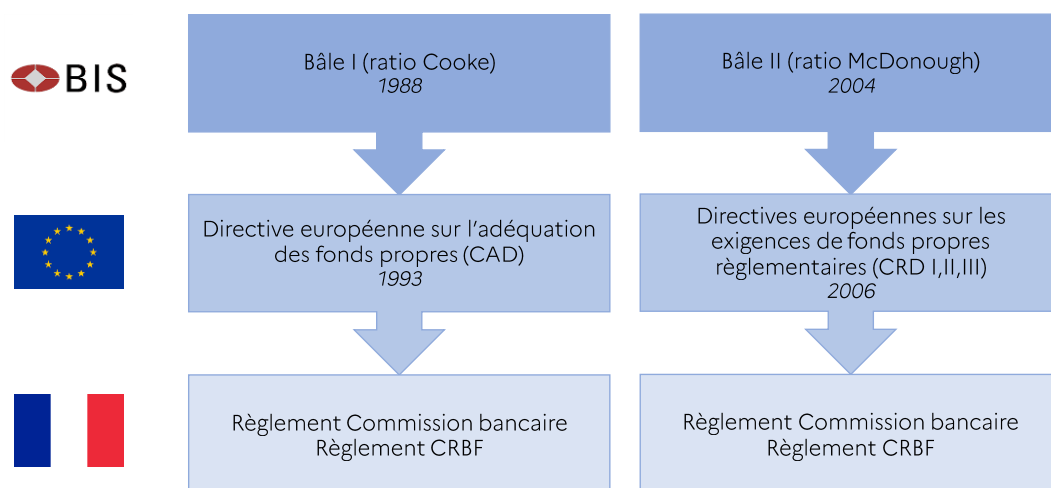 BIS
Bâle I (ratio Cooke)
1988
Bâle II (ratio McDonough)
2004
Directive européenne sur l'adéquation
des fonds propres (CAD)
1993
Directives européennes sur les
exigences de fonds propres
règlementaires (CRD I,II,III)
2006
Règlement Commission bancaire
Règlement CRBF
Règlement Commission bancaire
Règlement CRBF